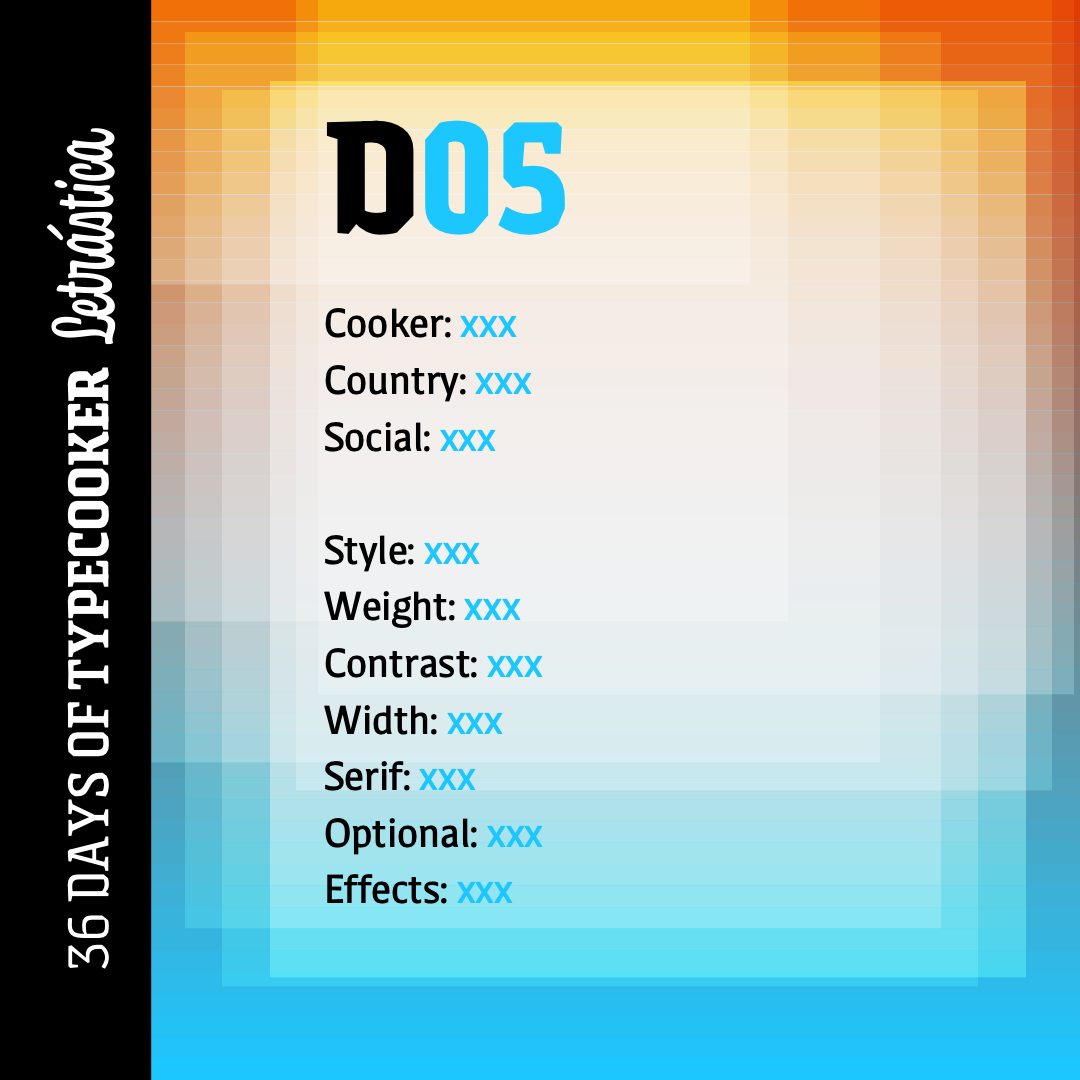 36 DAYS OF TYPECOOKER Letrástica
D05
Cooker: xxx
Country: xxx
Social: xxx
Style: xxx
Weight: xxx
Contrast: xxx
Width: xxx
Serif: xxx
Optional: xxx
Effects: xxx